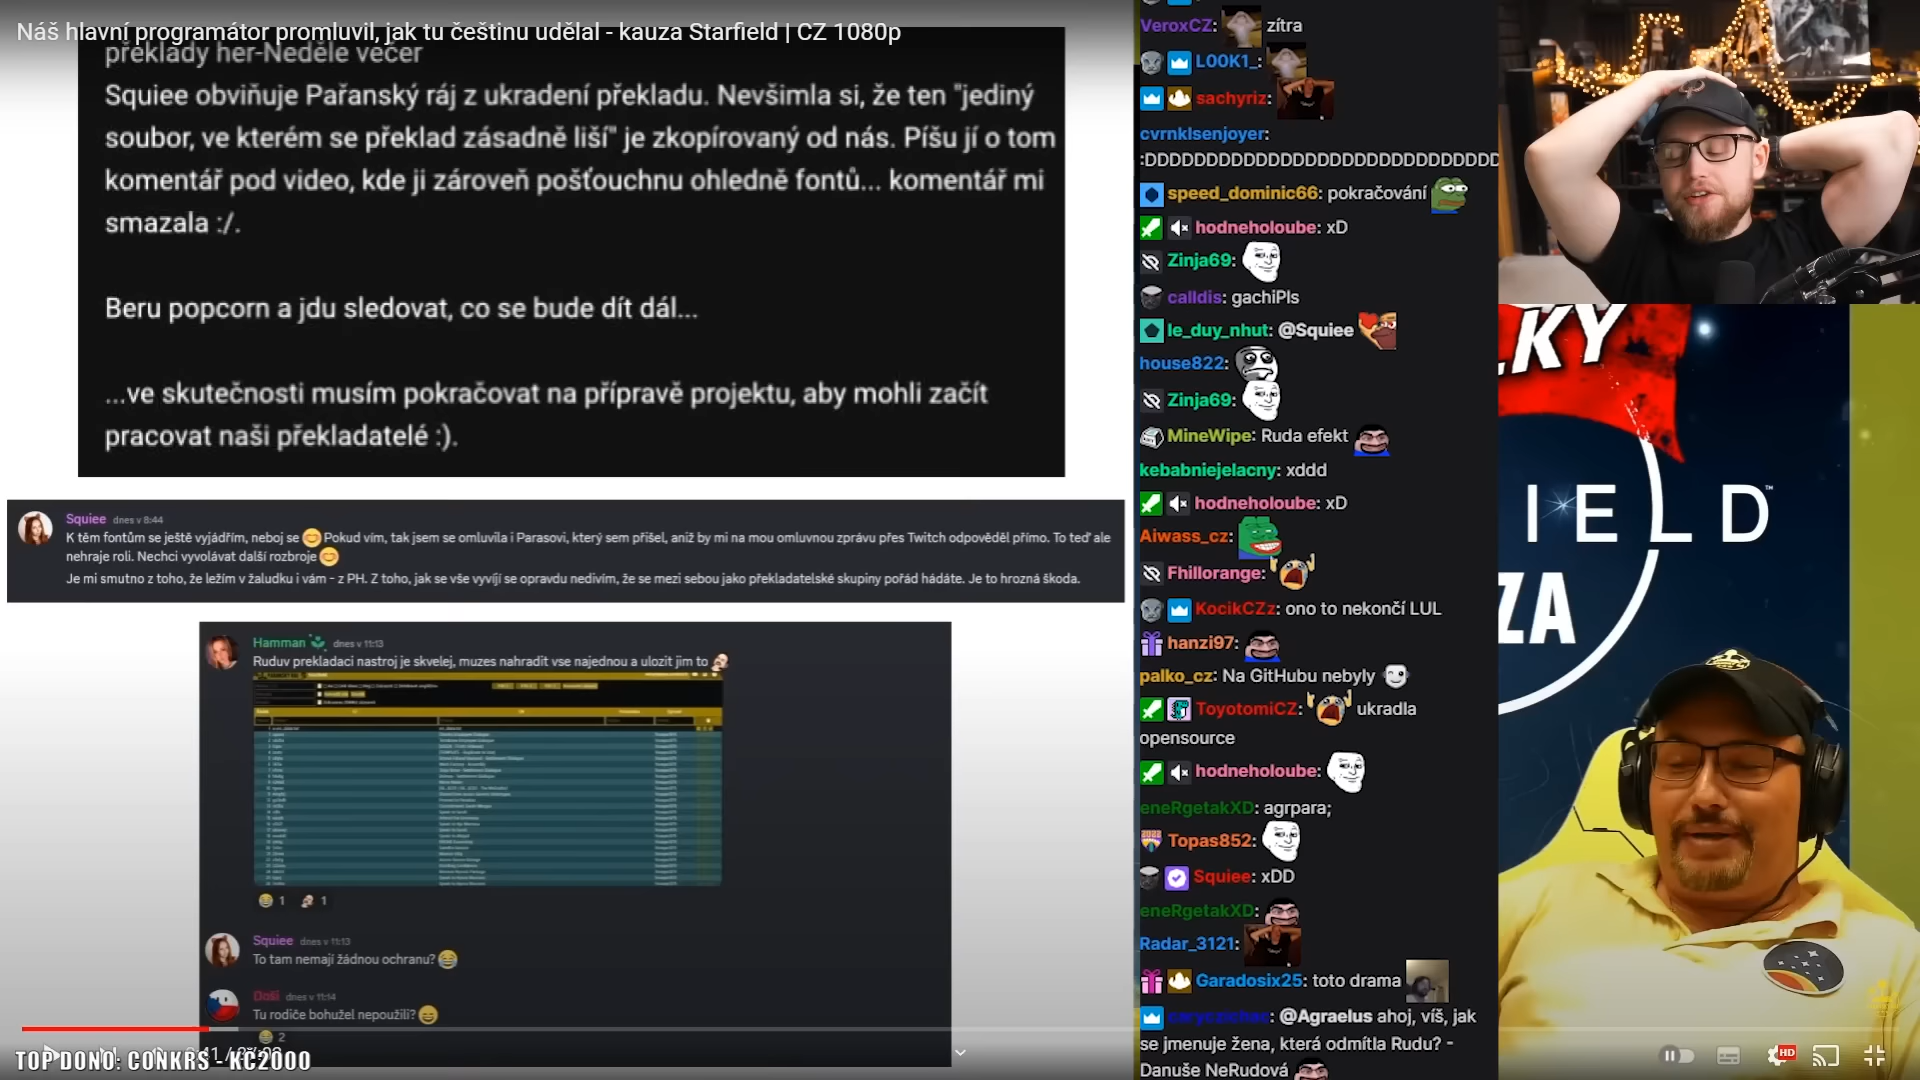 Náš hlavní programátor promluvil, jak tu češtinu udělal - kauza Starfield | CZ 1080p
překlady her-Neděle večer
Squiee obviňuje Pařanský ráj z ukradení překladu. Nevšimla si, že ten "jediný
soubor, ve kterém se překlad zásadně liší" je zkopírovaný od nás. Píšu jí o tom
komentář pod video, kde ji zároveň pošťouchnu ohledně fontů... komentář mi
smazala :/.
Beru popcorn a jdu sledovat, co se bude dít dál...
...ve skutečnosti musím pokračovat na přípravě projektu, aby mohli začít
pracovat naši překladatelé :).
Squiee dnes v 8:44
K těm fontům se ještě vyjádřím, neboj se 😊 Pokud vím, tak jsem se omluvila i Parasovi, který sem přišel, aniž by mi na mou omluvnou zprávu přes Twitch odpověděl přímo. To teď ale
nehraje roli. Nechci vyvolávat další rozbroje 😊
Je mi smutno z toho, že ležím v žaludku i vám - z PH. Z toho, jak se vše vyvíjí se opravdu nedivím, že se mezi sebou jako překladatelské skupiny pořád hádáte. Je to hrozná škoda.
Hamman dnes v 11:13
Ruduv prekladaci nastroj je skvelej, muzes nahradit vse najednou a ulozit jim to
1 1
Squiee dnes v 11:13
To tam nemají žádnou ochranu? 😂
Doši dnes v 11:14
Tu rodiče bohužel nepoužili? 😄
2
TOP DONO: CONKRS - KC2000
VeroxCZ: zítra
L00K1_:
sachyriz:
cvrnklsenjoyer:
:DDDDDDDDDDDDDDDDDDDDDDDDDDDDD
speed_dominic66: pokračování
hodneholoube: xD
Zinja69:
calldis: gachiPls
le_duy_nhut: @Squiee
house822:
Zinja69:
MineWipe: Ruda efekt
kebabniejelacny: xddd
hodneholoube: xD
Aiwass_cz:
Fhillorange:
KocikCZz: ono to nekončí LUL
hanzi97:
palko_cz: Na GitHubu nebyly
ToyotomiCZ: ukradla
opensource
hodneholoube:
eneRgetakXD: agrpara;
Topas852:
Squiee: xDD
eneRgetakXD:
Radar_3121:
Garadosix25: toto drama
@Agraelus ahoj, víš, jak
se jmenuje žena, která odmítla Rudu? -
Danuše NeRudová
KY
IELD™
ZA
HD